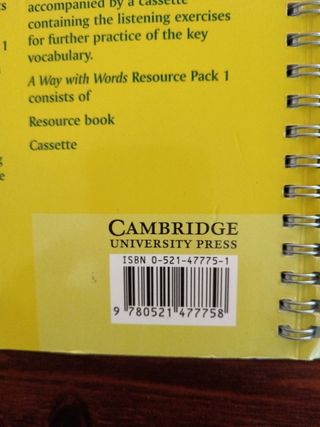 accompanied by a cassette
containing the listening exercises
for further practice of the key
vocabulary.
1
A Way with Words Resource Pack 1
consists of
Resource book
Cassette
CAMBRIDGE
UNIVERSITY PRESS
ISBN 0-521-47775-1
9 780521 477758